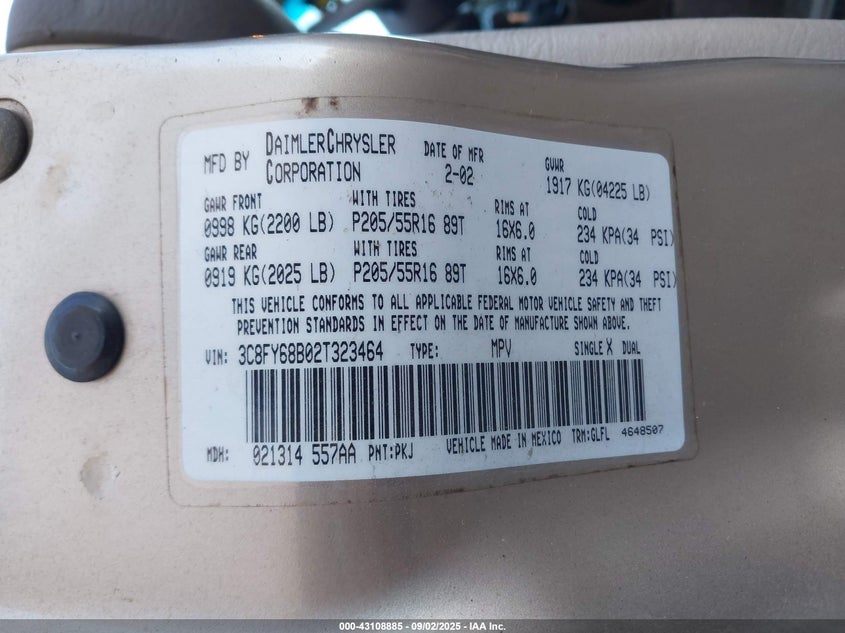 MFD BY DAIMLERCHRYSLER CORPORATION DATE OF MFR 2-02 GVWR 1917 KG(04225 LB)
GAWR FRONT WITH TIRES RIMS AT COLD
0998 KG(2200 LB) P205/55R16 89T 16X6.0 234 KPA(34 PSI)
GAWR REAR WITH TIRES RIMS AT COLD
0919 KG(2025 LB) P205/55R16 89T 16X6.0 234 KPA(34 PSI)
THIS VEHICLE CONFORMS TO ALL APPLICABLE FEDERAL MOTOR VEHICLE SAFETY AND THEFT
PREVENTION STANDARDS IN EFFECT ON THE DATE OF MANUFACTURE SHOWN ABOVE.
VIN: 3C8FY68B02T323464 TYPE: MPV SINGLE X DUAL
MDH: 021314 557AA PNT:PKJ VEHICLE MADE IN MEXICO TRM:GLFL 4648507
000-43108885 - 09/02/2025 - IAA Inc.